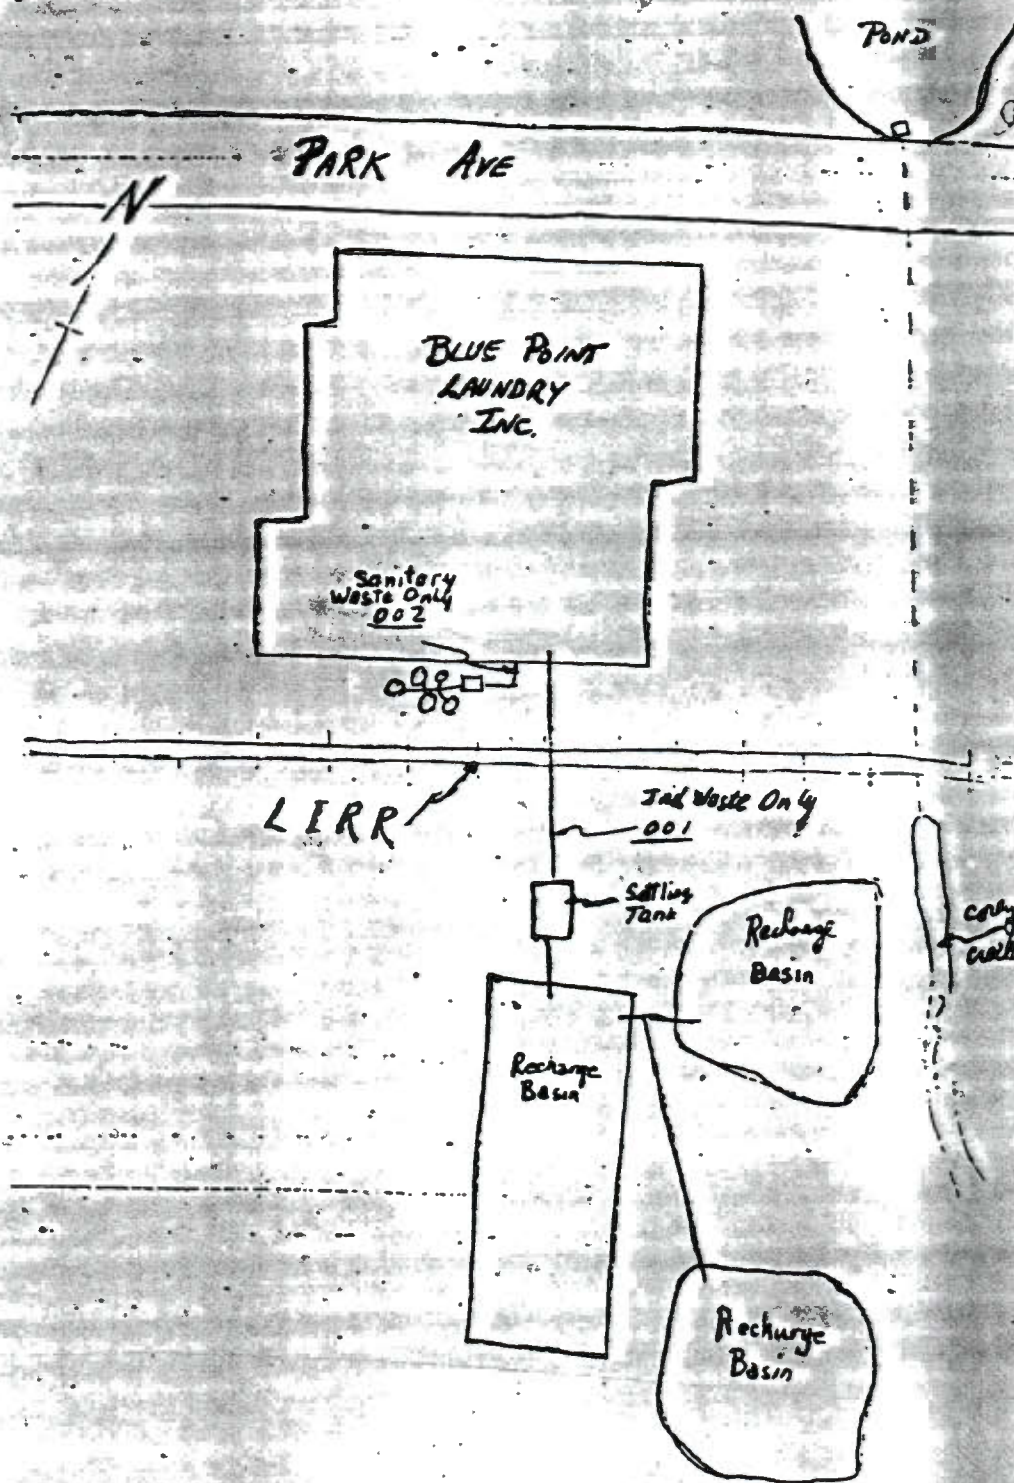 POND
PARK AVE
N
BLUE POINT
LAUNDRY
INC.
Sanitary
Waste Only
002
LIRR
Ind Waste Only
001
Settling
Tank
Recharge
Basin
Recharge
Basin
Recharge
Basin